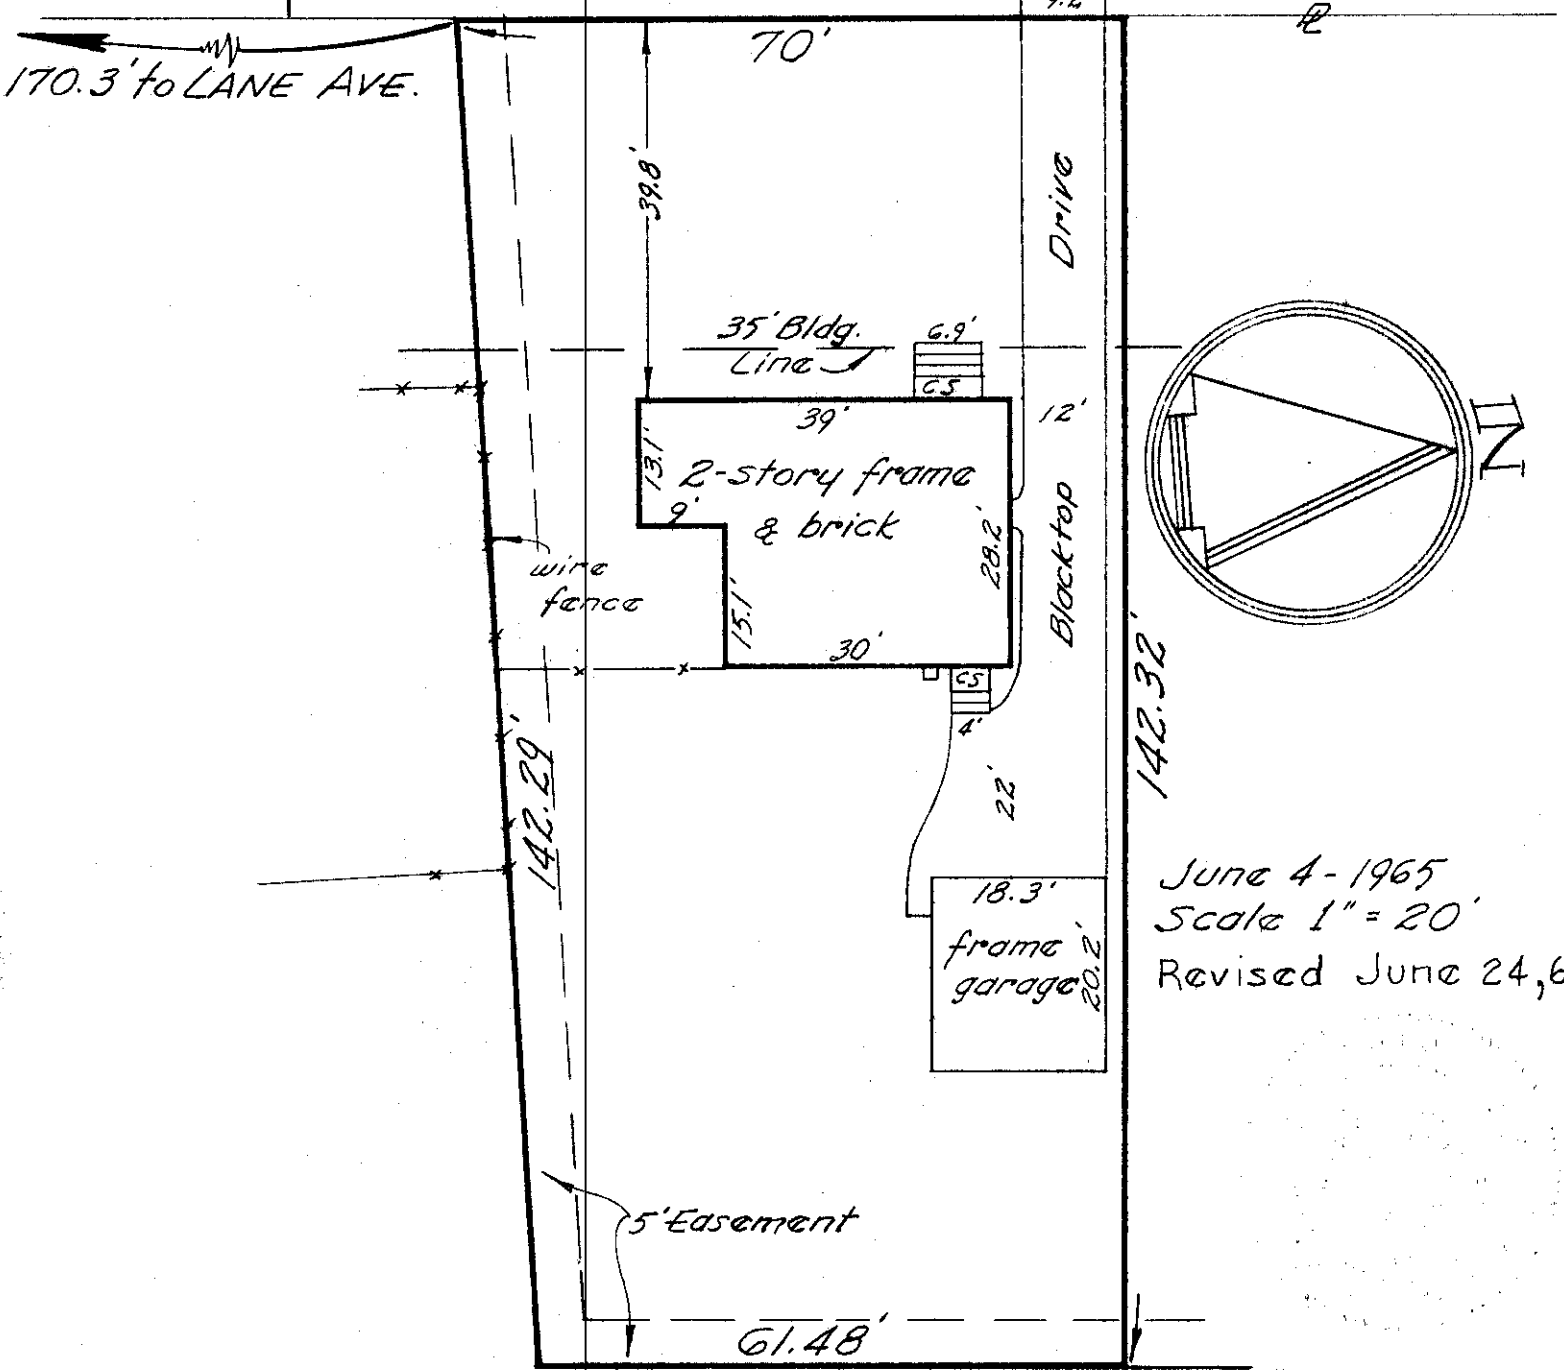 70'
170.3' to LANE AVE.
39.8'
Drive
35' Bldg.
Line
6.9'
CS
39'
12'
13.1'
2-story frame
& brick
9'
28.2'
Blacktop
N
wire
fence
15.1'
30'
CS
4'
142.29'
142.32'
22'
18.3'
frame
garage
20.2'
June 4-1965
Scale 1" = 20'
Revised June 24,6
5' Easement
61.48'